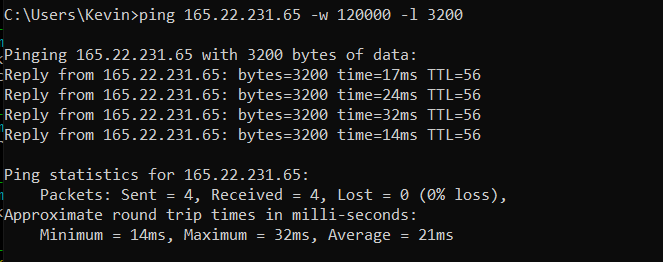 C:\Users\Kevin>ping 165.22.231.65 -w 120000 -l 3200
Pinging 165.22.231.65 with 3200 bytes of data:
Reply from 165.22.231.65: bytes=3200 time=17ms TTL=56
Reply from 165.22.231.65: bytes=3200 time=24ms TTL=56
Reply from 165.22.231.65: bytes=3200 time=32ms TTL=56
Reply from 165.22.231.65: bytes=3200 time=14ms TTL=56
Ping statistics for 165.22.231.65:
    Packets: Sent = 4, Received = 4, Lost = 0 (0% loss),
Approximate round trip times in milli-seconds:
    Minimum = 14ms, Maximum = 32ms, Average = 21ms